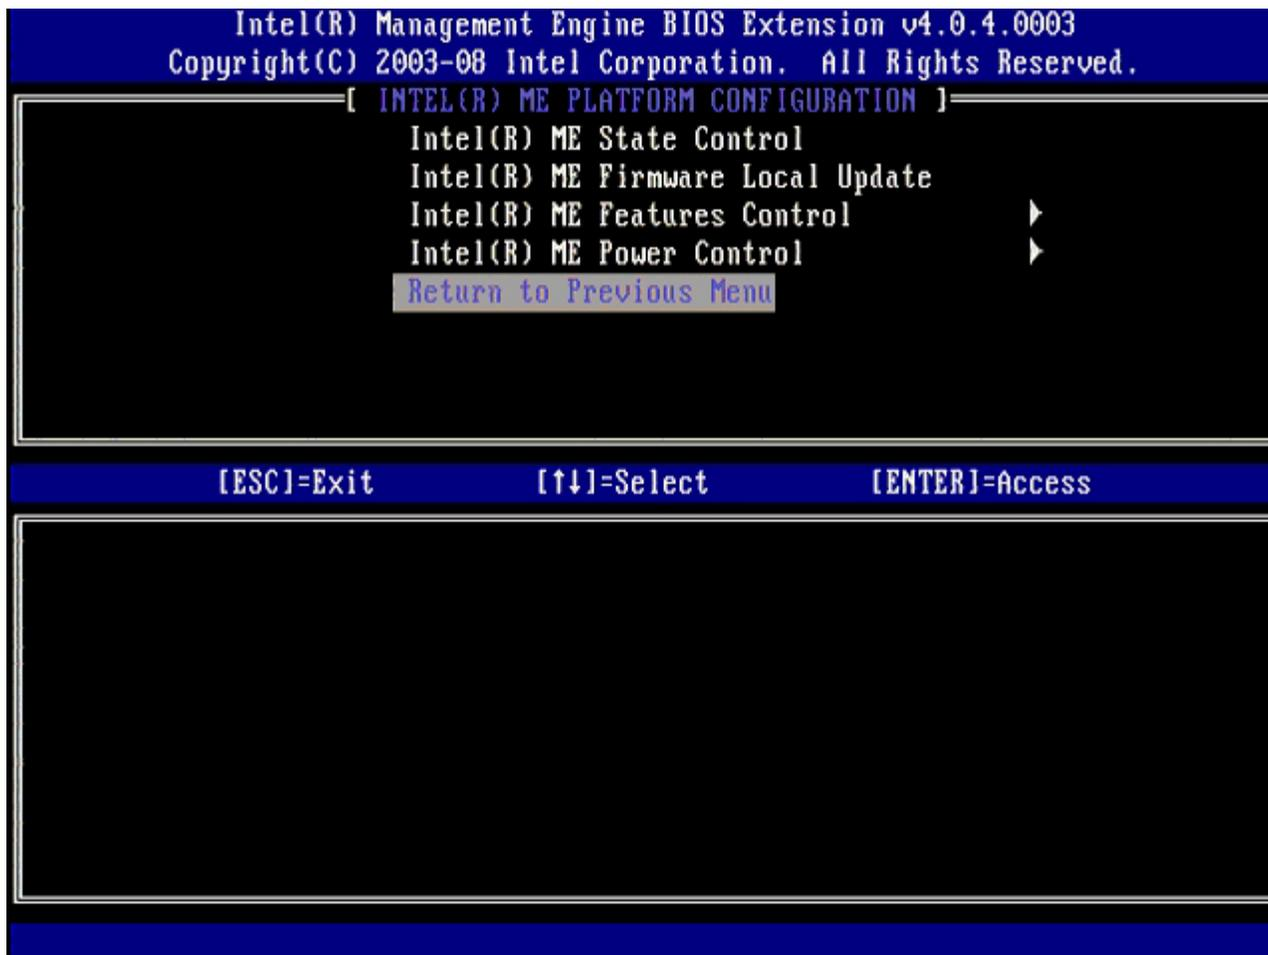 Intel(R) Management Engine BIOS Extension v4.0.4.0003
Copyright(C) 2003-08 Intel Corporation. All Rights Reserved.
[ INTEL(R) ME PLATFORM CONFIGURATION ]
Intel(R) ME State Control
Intel(R) ME Firmware Local Update
Intel(R) ME Features Control
Intel(R) ME Power Control
Return to Previous Menu
[ESC]=Exit [↑↓]=Select [ENTER]=Access